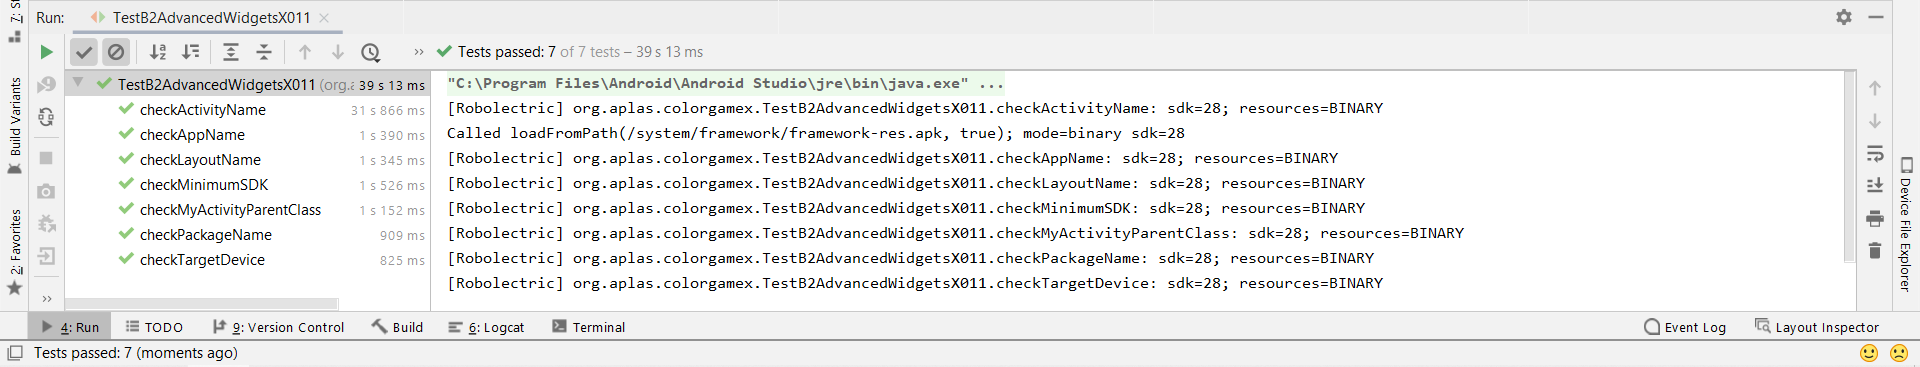 Run: TestB2AdvancedWidgetsX011
Tests passed: 7 of 7 tests – 39 s 13 ms
TestB2AdvancedWidgetsX011 (org.a 39 s 13 ms
checkActivityName 31 s 866 ms
checkAppName 1 s 390 ms
checkLayoutName 1 s 345 ms
checkMinimumSDK 1 s 526 ms
checkMyActivityParentClass 1 s 152 ms
checkPackageName 909 ms
checkTargetDevice 825 ms
"C:\Program Files\Android\Android Studio\jre\bin\java.exe" ...
[Robolectric] org.aplas.colorgamex.TestB2AdvancedWidgetsX011.checkActivityName: sdk=28; resources=BINARY
Called loadFromPath(/system/framework/framework-res.apk, true); mode=binary sdk=28
[Robolectric] org.aplas.colorgamex.TestB2AdvancedWidgetsX011.checkAppName: sdk=28; resources=BINARY
[Robolectric] org.aplas.colorgamex.TestB2AdvancedWidgetsX011.checkLayoutName: sdk=28; resources=BINARY
[Robolectric] org.aplas.colorgamex.TestB2AdvancedWidgetsX011.checkMinimumSDK: sdk=28; resources=BINARY
[Robolectric] org.aplas.colorgamex.TestB2AdvancedWidgetsX011.checkMyActivityParentClass: sdk=28; resources=BINARY
[Robolectric] org.aplas.colorgamex.TestB2AdvancedWidgetsX011.checkPackageName: sdk=28; resources=BINARY
[Robolectric] org.aplas.colorgamex.TestB2AdvancedWidgetsX011.checkTargetDevice: sdk=28; resources=BINARY
Build Variants
2: Favorites
Device File Explorer
4: Run TODO 9: Version Control Build 6: Logcat Terminal Event Log Layout Inspector
Tests passed: 7 (moments ago)